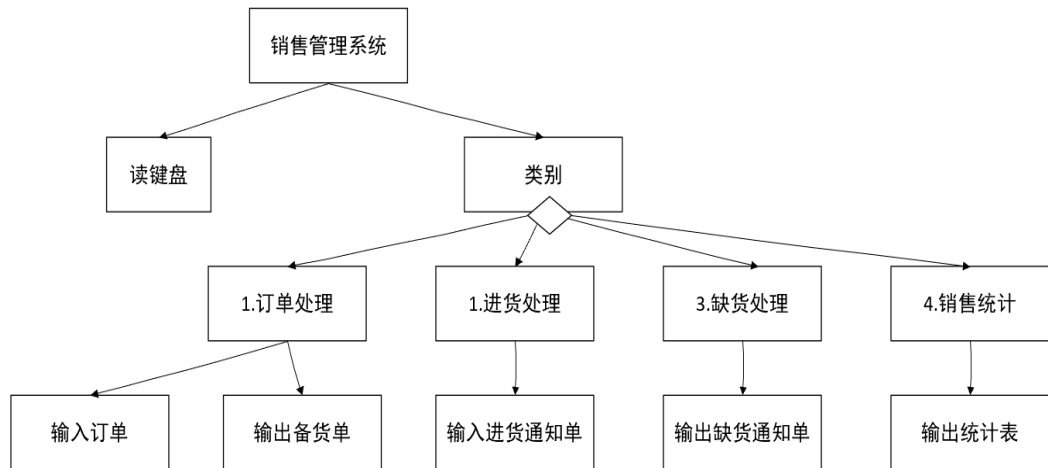 销售管理系统
读键盘
类别
1.订单处理
1.进货处理
3.缺货处理
4.销售统计
输入订单
输出备货单
输入进货通知单
输出缺货通知单
输出统计表